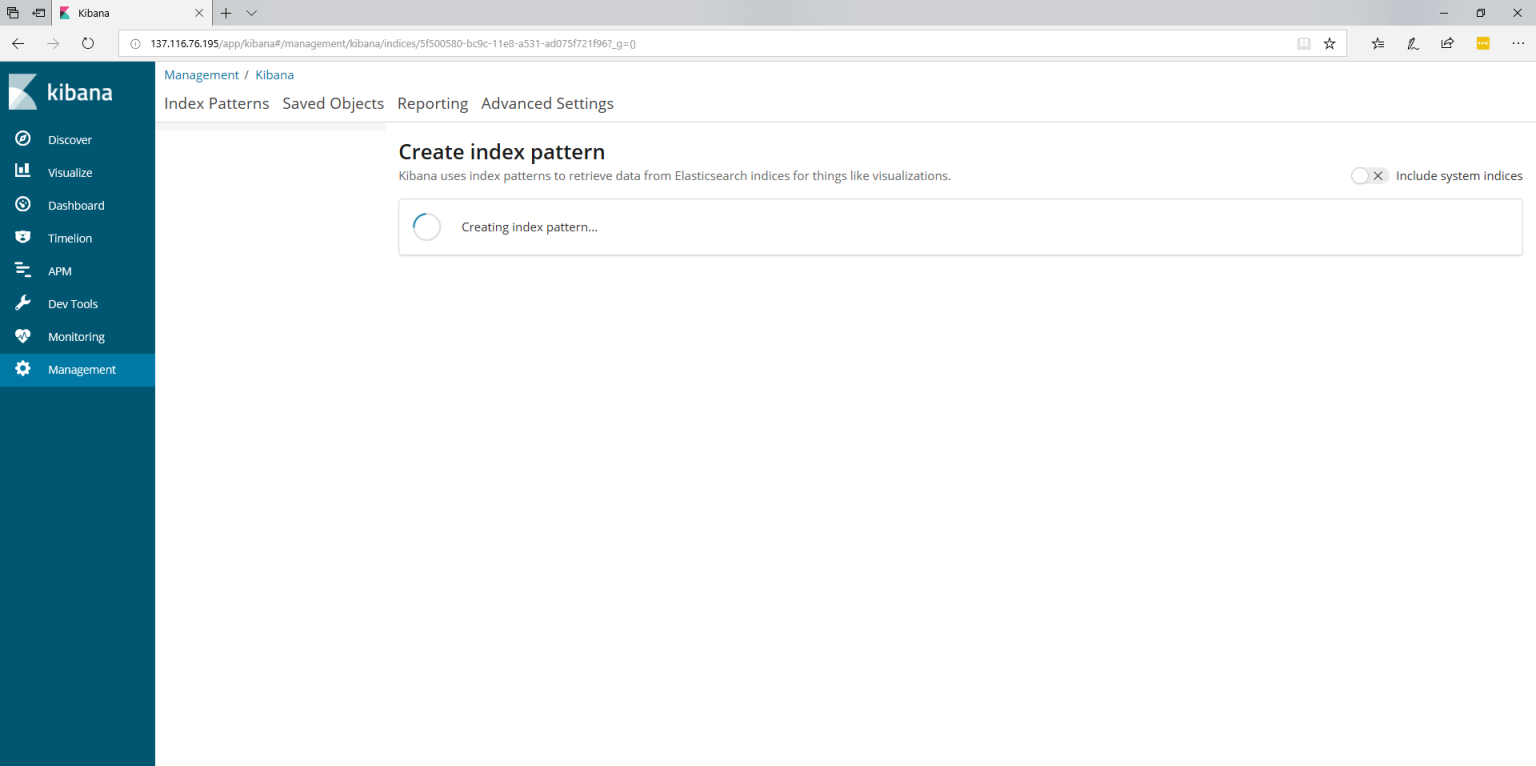 Kibana
137.116.76.195/app/kibana#/management/kibana/indices/5f500580-bc9c-11e8-a531-ad075f721f96?_g=()
kibana
Discover
Visualize
Dashboard
Timelion
APM
Dev Tools
Monitoring
Management
Management / Kibana
Index Patterns Saved Objects Reporting Advanced Settings
Create index pattern
Kibana uses index patterns to retrieve data from Elasticsearch indices for things like visualizations.
Include system indices
Creating index pattern...